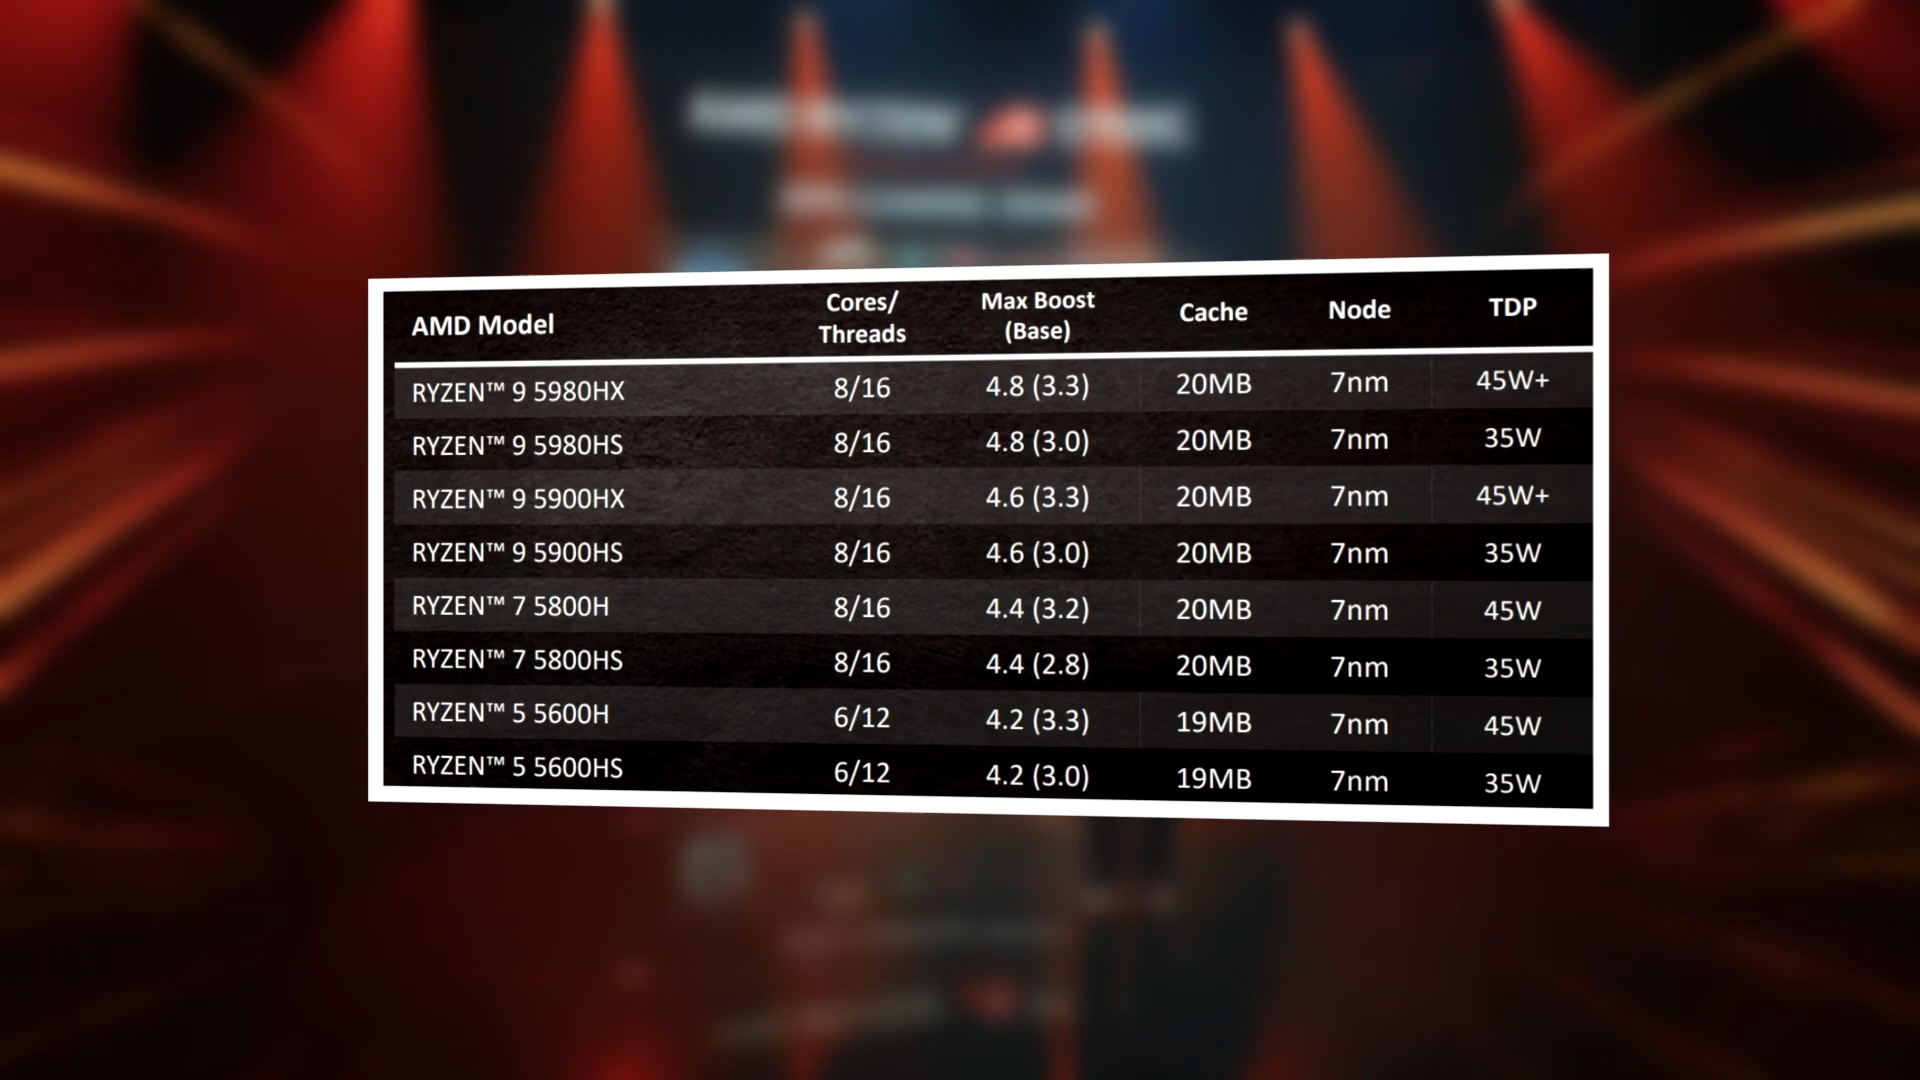 AMD Model Cores/ Threads Max Boost (Base) Cache Node TDP
RYZEN™ 9 5980HX 8/16 4.8 (3.3) 20MB 7nm 45W+
RYZEN™ 9 5980HS 8/16 4.8 (3.0) 20MB 7nm 35W
RYZEN™ 9 5900HX 8/16 4.6 (3.3) 20MB 7nm 45W+
RYZEN™ 9 5900HS 8/16 4.6 (3.0) 20MB 7nm 35W
RYZEN™ 7 5800H 8/16 4.4 (3.2) 20MB 7nm 45W
RYZEN™ 7 5800HS 8/16 4.4 (2.8) 20MB 7nm 35W
RYZEN™ 5 5600H 6/12 4.2 (3.3) 19MB 7nm 45W
RYZEN™ 5 5600HS 6/12 4.2 (3.0) 19MB 7nm 35W